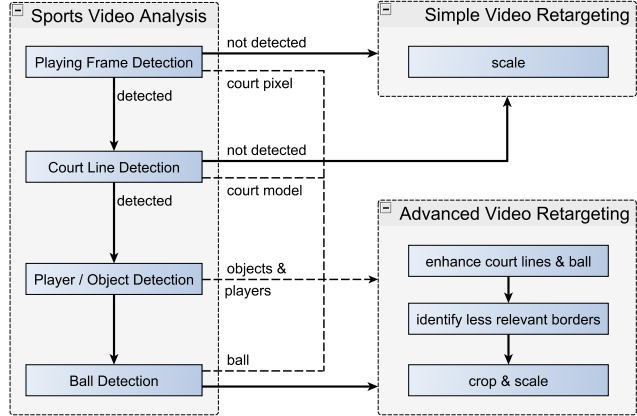 Sports Video Analysis
Playing Frame Detection
detected
Court Line Detection
detected
Player / Object Detection
Ball Detection
not detected
court pixel
not detected
court model
objects &
players
ball
Simple Video Retargeting
scale
Advanced Video Retargeting
enhance court lines & ball
identify less relevant borders
crop & scale